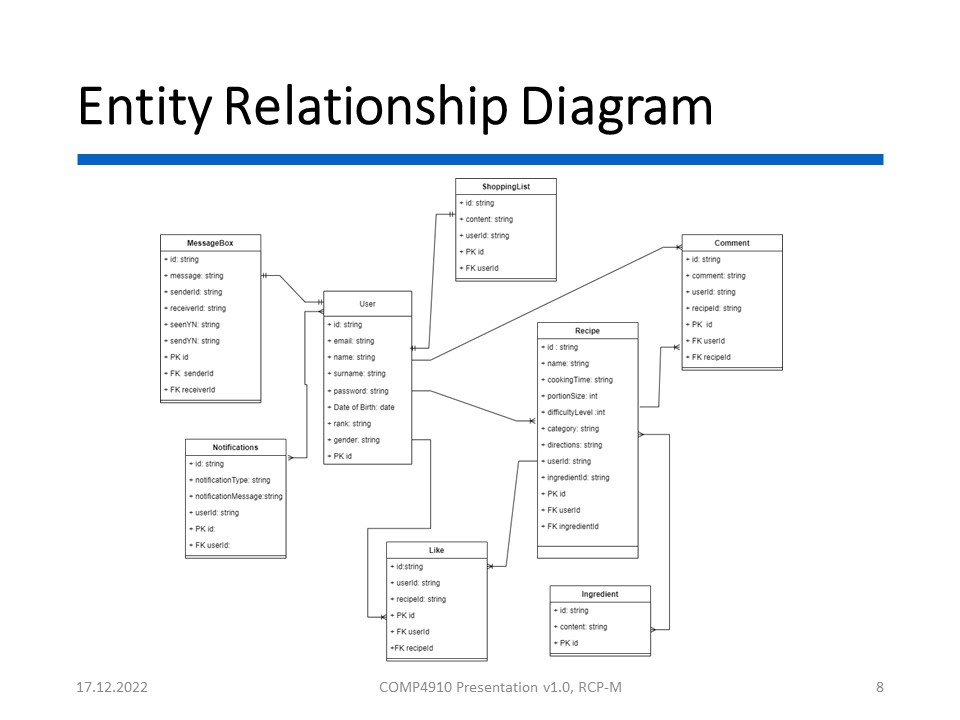 Entity Relationship Diagram
ShoppingList
+ id: string
+ content: string
+ userId: string
+ PK id
+ FK userId
MessageBox
+ id: string
+ message: string
+ senderId: string
+ receiverId: string
+ seenYN: string
+ sendYN: string
+ PK id
+ FK senderId
+ FK receiverId
User
+ id: string
+ email: string
+ name: string
+ surname: string
+ password: string
+ Date of Birth: date
+ rank: string
+ gender: string
+ PK id
Comment
+ id: string
+ comment: string
+ userId: string
+ recipeId: string
+ PK id
+ FK userId
+ FK recipeId
Recipe
+ id : string
+ name: string
+ cookingTime: string
+ portionSize: int
+ difficultyLevel :int
+ category: string
+ directions: string
+ userId: string
+ ingredientId: string
+ PK id
+ FK userId
+ FK ingredientId
Notifications
+ id: string
+ notificationType: string
+ notificationMessage:string
+ userId: string
+ PK id:
+ FK userId:
Like
+ id:string
+ userId: string
+ recipeId: string
+ PK id
+ FK userId
+FK recipeId
Ingredient
+ id: string
+ content: string
+ PK id
17.12.2022
COMP4910 Presentation v1.0, RCP-M
8